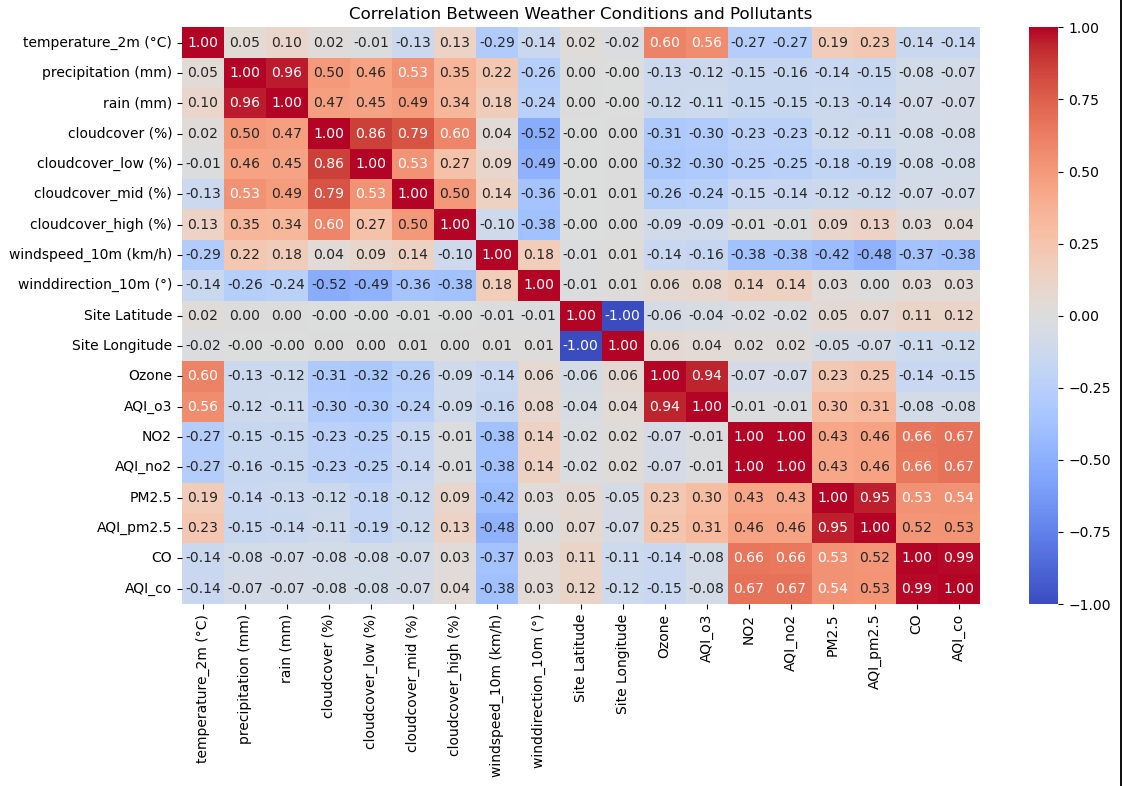 Correlation Between Weather Conditions and Pollutants
temperature_2m (°C) 1.00 0.05 0.10 0.02 -0.01 -0.13 0.13 -0.29 -0.14 0.02 -0.02 0.60 0.56 -0.27 -0.27 0.19 0.23 -0.14 -0.14
precipitation (mm) 0.05 1.00 0.96 0.50 0.46 0.53 0.35 0.22 -0.26 0.00 -0.00 -0.13 -0.12 -0.15 -0.16 -0.14 -0.15 -0.08 -0.07
rain (mm) 0.10 0.96 1.00 0.47 0.45 0.49 0.34 0.18 -0.24 0.00 -0.00 -0.12 -0.11 -0.15 -0.15 -0.13 -0.14 -0.07 -0.07
cloudcover (%) 0.02 0.50 0.47 1.00 0.86 0.79 0.60 0.04 -0.52 -0.00 0.00 -0.31 -0.30 -0.23 -0.23 -0.12 -0.11 -0.08 -0.08
cloudcover_low (%) -0.01 0.46 0.45 0.86 1.00 0.53 0.27 0.09 -0.49 -0.00 0.00 -0.32 -0.30 -0.25 -0.25 -0.18 -0.19 -0.08 -0.08
cloudcover_mid (%) -0.13 0.53 0.49 0.79 0.53 1.00 0.50 0.14 -0.36 -0.01 0.01 -0.26 -0.24 -0.15 -0.14 -0.12 -0.12 -0.07 -0.07
cloudcover_high (%) 0.13 0.35 0.34 0.60 0.27 0.50 1.00 -0.10 -0.38 -0.00 0.00 -0.09 -0.09 -0.01 -0.01 0.09 0.13 0.03 0.04
windspeed_10m (km/h) -0.29 0.22 0.18 0.04 0.09 0.14 -0.10 1.00 0.18 -0.01 0.01 -0.14 -0.16 -0.38 -0.38 -0.42 -0.48 -0.37 -0.38
winddirection_10m (°) -0.14 -0.26 -0.24 -0.52 -0.49 -0.36 -0.38 0.18 1.00 -0.01 0.01 0.06 0.08 0.14 0.14 0.03 0.00 0.03 0.03
Site Latitude 0.02 0.00 0.00 -0.00 -0.00 -0.01 -0.00 -0.01 -0.01 1.00 -1.00 -0.06 -0.04 -0.02 -0.02 0.05 0.07 0.11 0.12
Site Longitude -0.02 -0.00 -0.00 0.00 0.00 0.01 0.00 0.01 0.01 -1.00 1.00 0.06 0.04 0.02 0.02 -0.05 -0.07 -0.11 -0.12
Ozone 0.60 -0.13 -0.12 -0.31 -0.32 -0.26 -0.09 -0.14 0.06 -0.06 0.06 1.00 0.94 -0.07 -0.07 0.23 0.25 -0.14 -0.15
AQI_o3 0.56 -0.12 -0.11 -0.30 -0.30 -0.24 -0.09 -0.16 0.08 -0.04 0.04 0.94 1.00 -0.01 -0.01 0.30 0.31 -0.08 -0.08
NO2 -0.27 -0.15 -0.15 -0.23 -0.25 -0.15 -0.01 -0.38 0.14 -0.02 0.02 -0.07 -0.01 1.00 1.00 0.43 0.46 0.66 0.67
AQI_no2 -0.27 -0.16 -0.15 -0.23 -0.25 -0.14 -0.01 -0.38 0.14 -0.02 0.02 -0.07 -0.01 1.00 1.00 0.43 0.46 0.66 0.67
PM2.5 0.19 -0.14 -0.13 -0.12 -0.18 -0.12 0.09 -0.42 0.03 0.05 -0.05 0.23 0.30 0.43 0.43 1.00 0.95 0.53 0.54
AQI_pm2.5 0.23 -0.15 -0.14 -0.11 -0.19 -0.12 0.13 -0.48 0.00 0.07 -0.07 0.25 0.31 0.46 0.46 0.95 1.00 0.52 0.53
CO -0.14 -0.08 -0.07 -0.08 -0.08 -0.07 0.03 -0.37 0.03 0.11 -0.11 -0.14 -0.08 0.66 0.66 0.53 0.52 1.00 0.99
AQI_co -0.14 -0.07 -0.07 -0.08 -0.08 -0.07 0.04 -0.38 0.03 0.12 -0.12 -0.15 -0.08 0.67 0.67 0.54 0.53 0.99 1.00
temperature_2m (°C)
precipitation (mm)
rain (mm)
cloudcover (%)
cloudcover_low (%)
cloudcover_mid (%)
cloudcover_high (%)
windspeed_10m (km/h)
winddirection_10m (°)
Site Latitude
Site Longitude
Ozone
AQI_o3
NO2
AQI_no2
PM2.5
AQI_pm2.5
CO
AQI_co
1.00
0.75
0.50
0.25
0.00
−0.25
−0.50
−0.75
−1.00